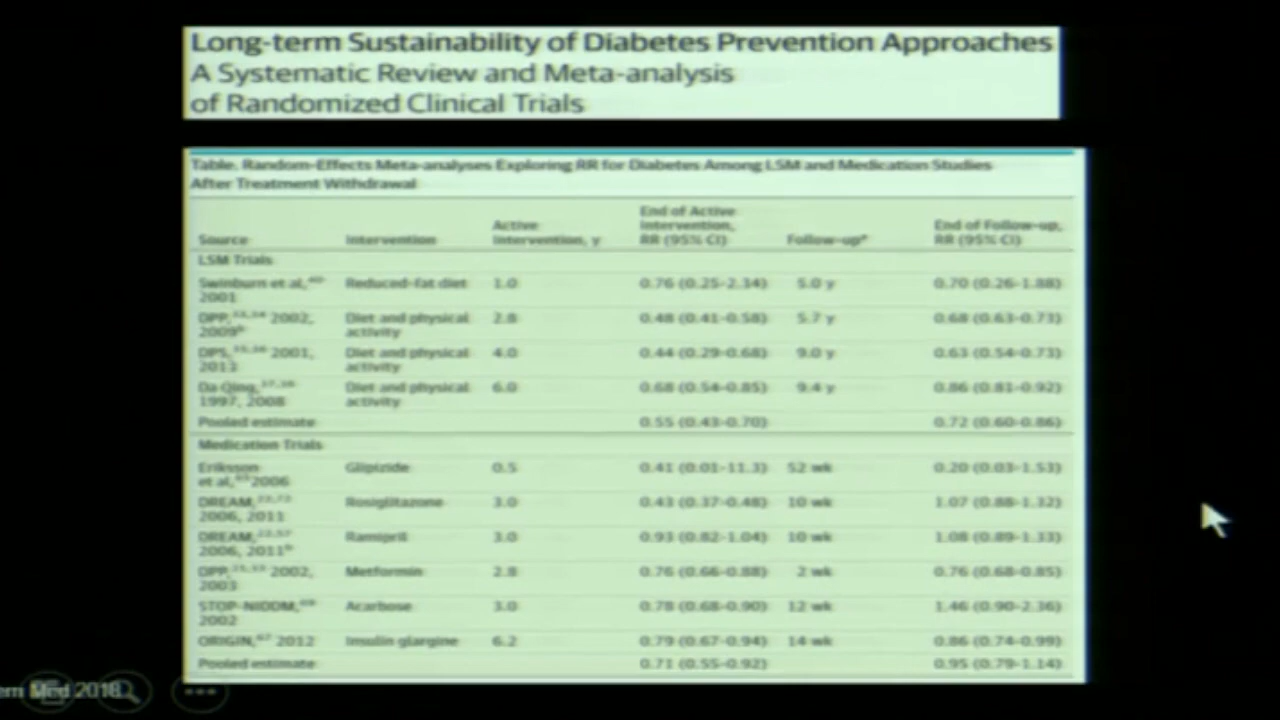 Long-term Sustainability of Diabetes Prevention Approaches
A Systematic Review and Meta-analysis
of Randomized Clinical Trials
Table. Random-Effects Meta-analyses Exploring RR for Diabetes Among LSM and Medication Studies
After Treatment Withdrawal
Source Intervention Active Intervention, y End of Active Intervention, RR (95% CI) Follow-up End of Follow-up, RR (95% CI)
LSM Trials
Swinburn et al, 2001 Reduced-fat diet 1.0 0.76 (0.25-2.34) 5.0 y 0.70 (0.26-1.88)
DPP, 2002, 2009 Diet and physical activity 2.8 0.48 (0.41-0.58) 5.7 y 0.68 (0.63-0.73)
DPS, 2001, 2013 Diet and physical activity 4.0 0.44 (0.29-0.68) 9.0 y 0.63 (0.54-0.73)
Da Qing, 1997, 2008 Diet and physical activity 6.0 0.68 (0.54-0.85) 9.4 y 0.86 (0.81-0.92)
Pooled estimate 0.55 (0.43-0.70) 0.72 (0.60-0.86)
Medication Trials
Eriksson et al, 2006 Glipizide 0.5 0.41 (0.01-11.3) 52 wk 0.20 (0.03-1.53)
DREAM, 2006, 2011 Rosiglitazone 3.0 0.43 (0.37-0.48) 10 wk 1.07 (0.88-1.32)
DREAM, 2006, 2011 Ramipril 3.0 0.93 (0.82-1.04) 10 wk 1.08 (0.89-1.33)
DPP, 2002, 2003 Metformin 2.8 0.76 (0.66-0.88) 2 wk 0.76 (0.68-0.85)
STOP-NIDDM, 2002 Acarbose 3.0 0.78 (0.68-0.90) 12 wk 1.46 (0.90-2.36)
ORIGIN, 2012 Insulin glargine 6.2 0.79 (0.67-0.94) 14 wk 0.86 (0.74-0.99)
Pooled estimate 0.71 (0.55-0.92) 0.95 (0.79-1.14)
Med 2018